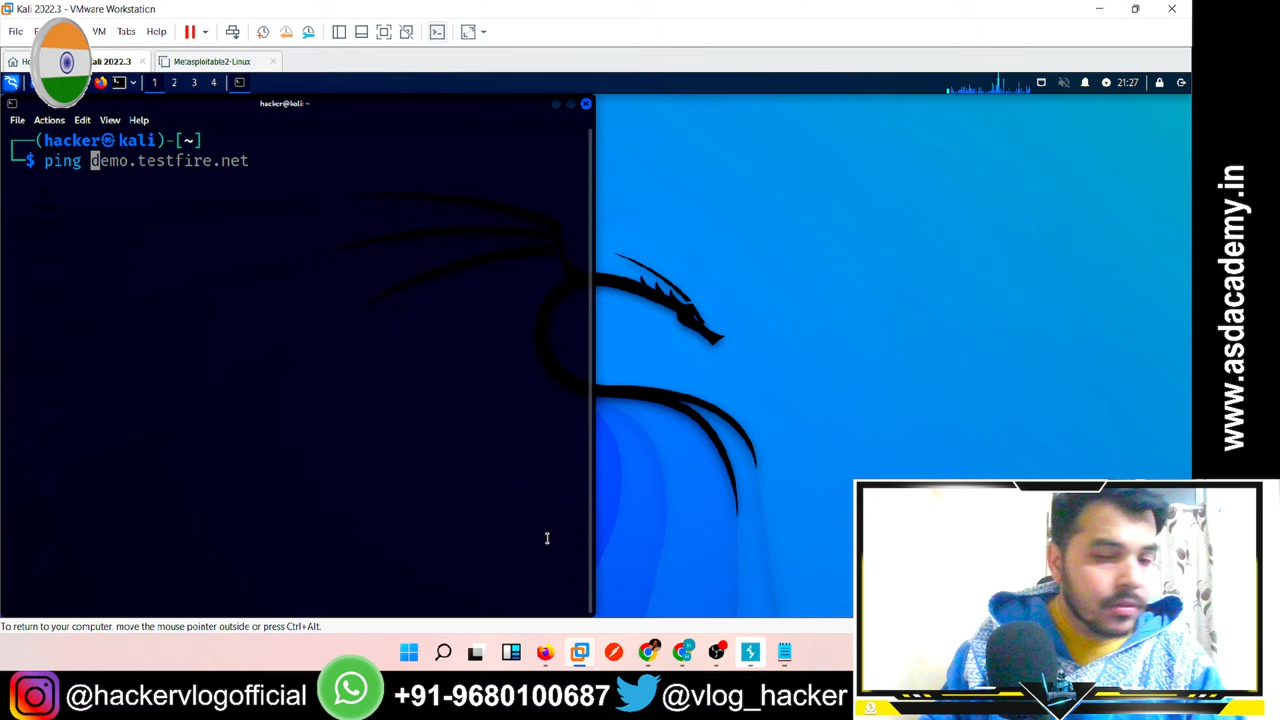 Kali 2022.3 - VMware Workstation
File
VM
Tabs
Help
ali 2022.3
Metasploitable2-Linux
1
2
3
4
21:27
hacker@kali: ~
File
Actions
Edit
View
Help
┌──(hacker㉿kali)-[~]
└─$ ping demo.testfire.net
To return to your computer, move the mouse pointer outside or press Ctrl+Alt.
www.asdacademy.in
@hackervlogofficial
+91-9680100687
@vlog_hacker